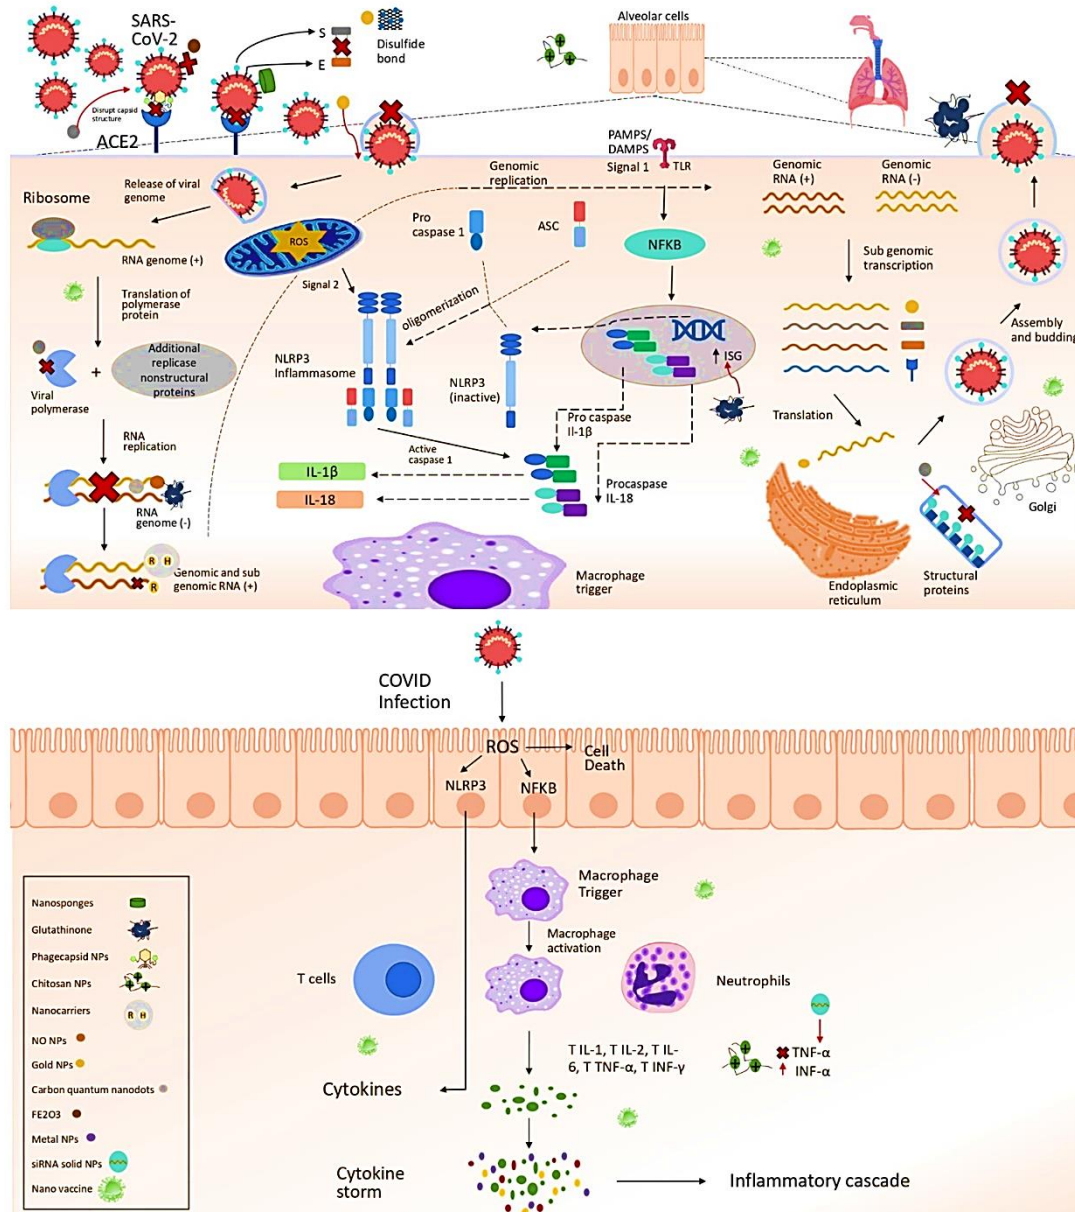 SARS-
CoV-2
Disrupt capsid
structure
ACE2
S
E
Disulfide
bond
Alveolar cells
PAMPS/
DAMPS
Signal 1
TLR
Genomic
replication
Genomic
RNA (+)
Genomic
RNA (-)
Ribosome
Release of viral
genome
RNA genome (+)
ROS
Signal 2
Pro
caspase 1
ASC
NFKB
Sub genomic
transcription
Translation of
polymerase
protein
Additional
replicase
nonstructural
proteins
+
Viral
polymerase
oligomerization
NLRP3
Inflammasome
NLRP3
(inactive)
ISG
Assembly
and budding
Translation
RNA
replication
Active
caspase 1
Pro caspase
Il-1β
IL-1β
IL-18
Procaspase
IL-18
Golgi
RNA
genome (-)
R H
R
Genomic and sub
genomic RNA (+)
Macrophage
trigger
Endoplasmic
reticulum
Structural
proteins
COVID
Infection
ROS
Cell
Death
NLRP3
NFKB
Macrophage
Trigger
Macrophage
activation
T cells
Neutrophils
T IL-1, T IL-2, T IL-
6, T TNF-α, T INF-γ
TNF-α
INF-α
Cytokines
Cytokine
storm
Inflammatory cascade
Nanosponges
Glutathinone
Phagecapsid NPs
Chitosan NPs
Nanocarriers
R H
NO NPs
Gold NPs
Carbon quantum nanodots
FE2O3
Metal NPs
siRNA solid NPs
Nano vaccine